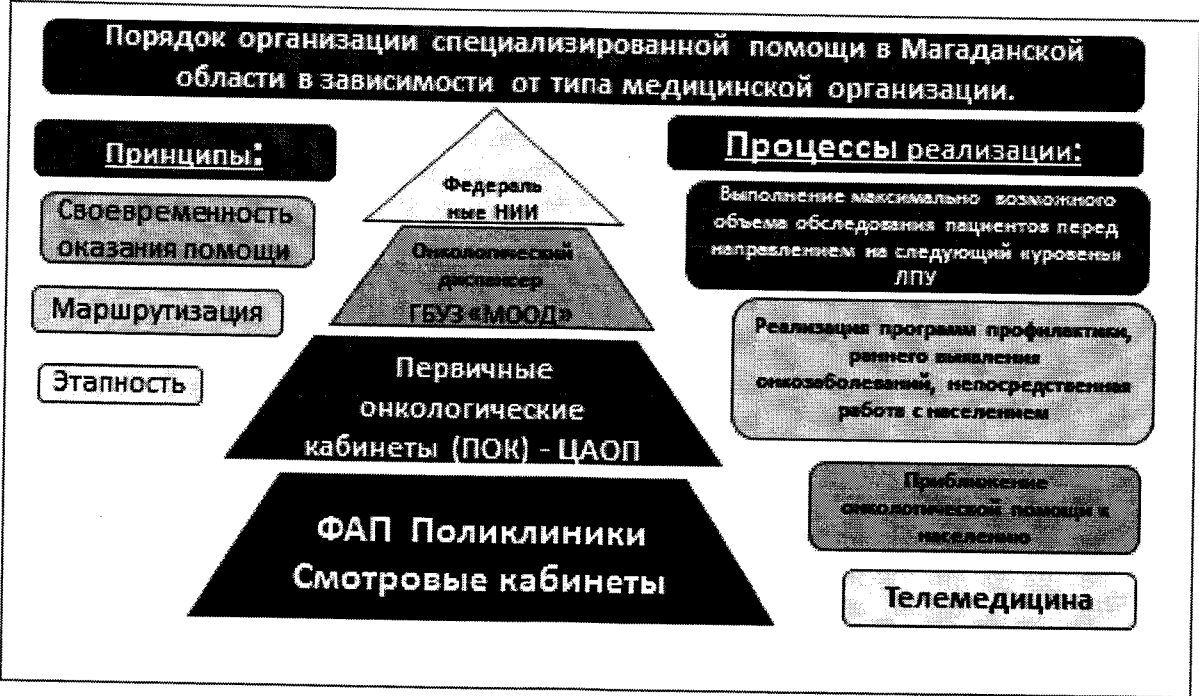 Порядок организации специализированной помощи в Магаданской
области в зависимости от типа медицинской организации.
Принципы:
Своевременность
оказания помощи
Маршрутизация
Этапность
Федераль
ные НИИ
Онкологический
диспансер
ГБУЗ «МООД»
Первичные
онкологические
кабинеты (ПОК) - ЦАОП
ФАП Поликлиники
Смотровые кабинеты
Процессы реализации:
Выполнение максимально возможного
объема обследования пациентов перед
направлением на следующий «уровень»
ЛПУ
Реализация программ профилактики,
раннего выявления
онкозаболеваний, непосредственная
работа с населением
Приближение
онкологической помощи к
населению
Телемедицина